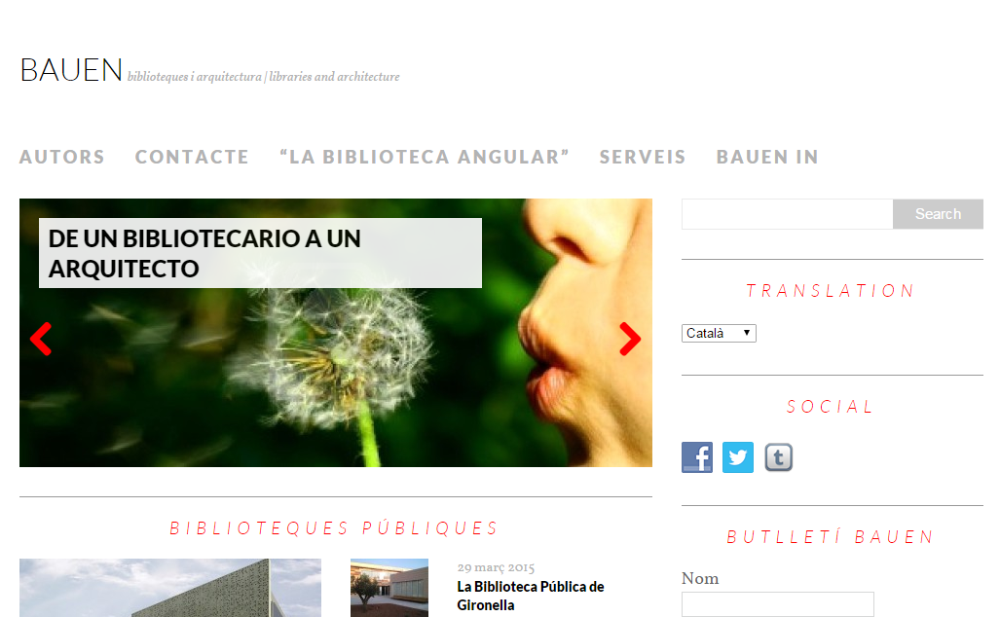 BAUEN biblioteques i arquitectura | libraries and architecture
AUTORS CONTACTE “LA BIBLIOTECA ANGULAR” SERVEIS BAUEN IN
DE UN BIBLIOTECARIO A UN
ARQUITECTO
Search
TRANSLATION
Català
SOCIAL
f
t
BIBLIOTEQUES PÚBLIQUES
29 març 2015
La Biblioteca Pública de
Gironella
BUTLLETÍ BAUEN
Nom